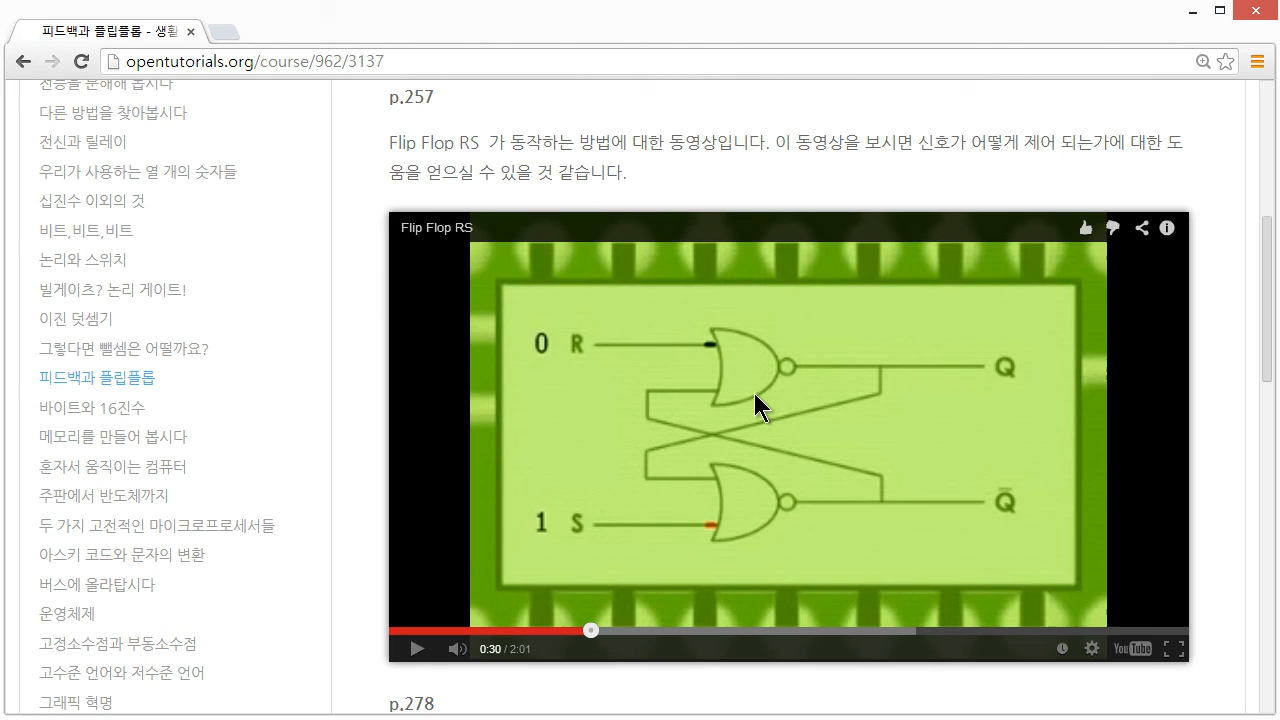 피드백과 플립플롭 - 생활
opentutorials.org/course/962/3137
전등을 분해해 봅시다
다른 방법을 찾아봅시다
전신과 릴레이
우리가 사용하는 열 개의 숫자들
십진수 이외의 것
비트,비트,비트
논리와 스위치
빌게이츠? 논리 게이트!
이진 덧셈기
그렇다면 뺄셈은 어떨까요?
피드백과 플립플롭
바이트와 16진수
메모리를 만들어 봅시다
혼자서 움직이는 컴퓨터
주판에서 반도체까지
두 가지 고전적인 마이크로프로세서들
아스키 코드와 문자의 변환
버스에 올라탑시다
운영체제
고정소수점과 부동소수점
고수준 언어와 저수준 언어
그래픽 혁명
p.257
Flip Flop RS 가 동작하는 방법에 대한 동영상입니다. 이 동영상을 보시면 신호가 어떻게 제어 되는가에 대한 도
움을 얻으실 수 있을 것 같습니다.
Flip Flop RS
0 R
Q
1 S
Q̅
0:30 / 2:01
YouTube
p.278